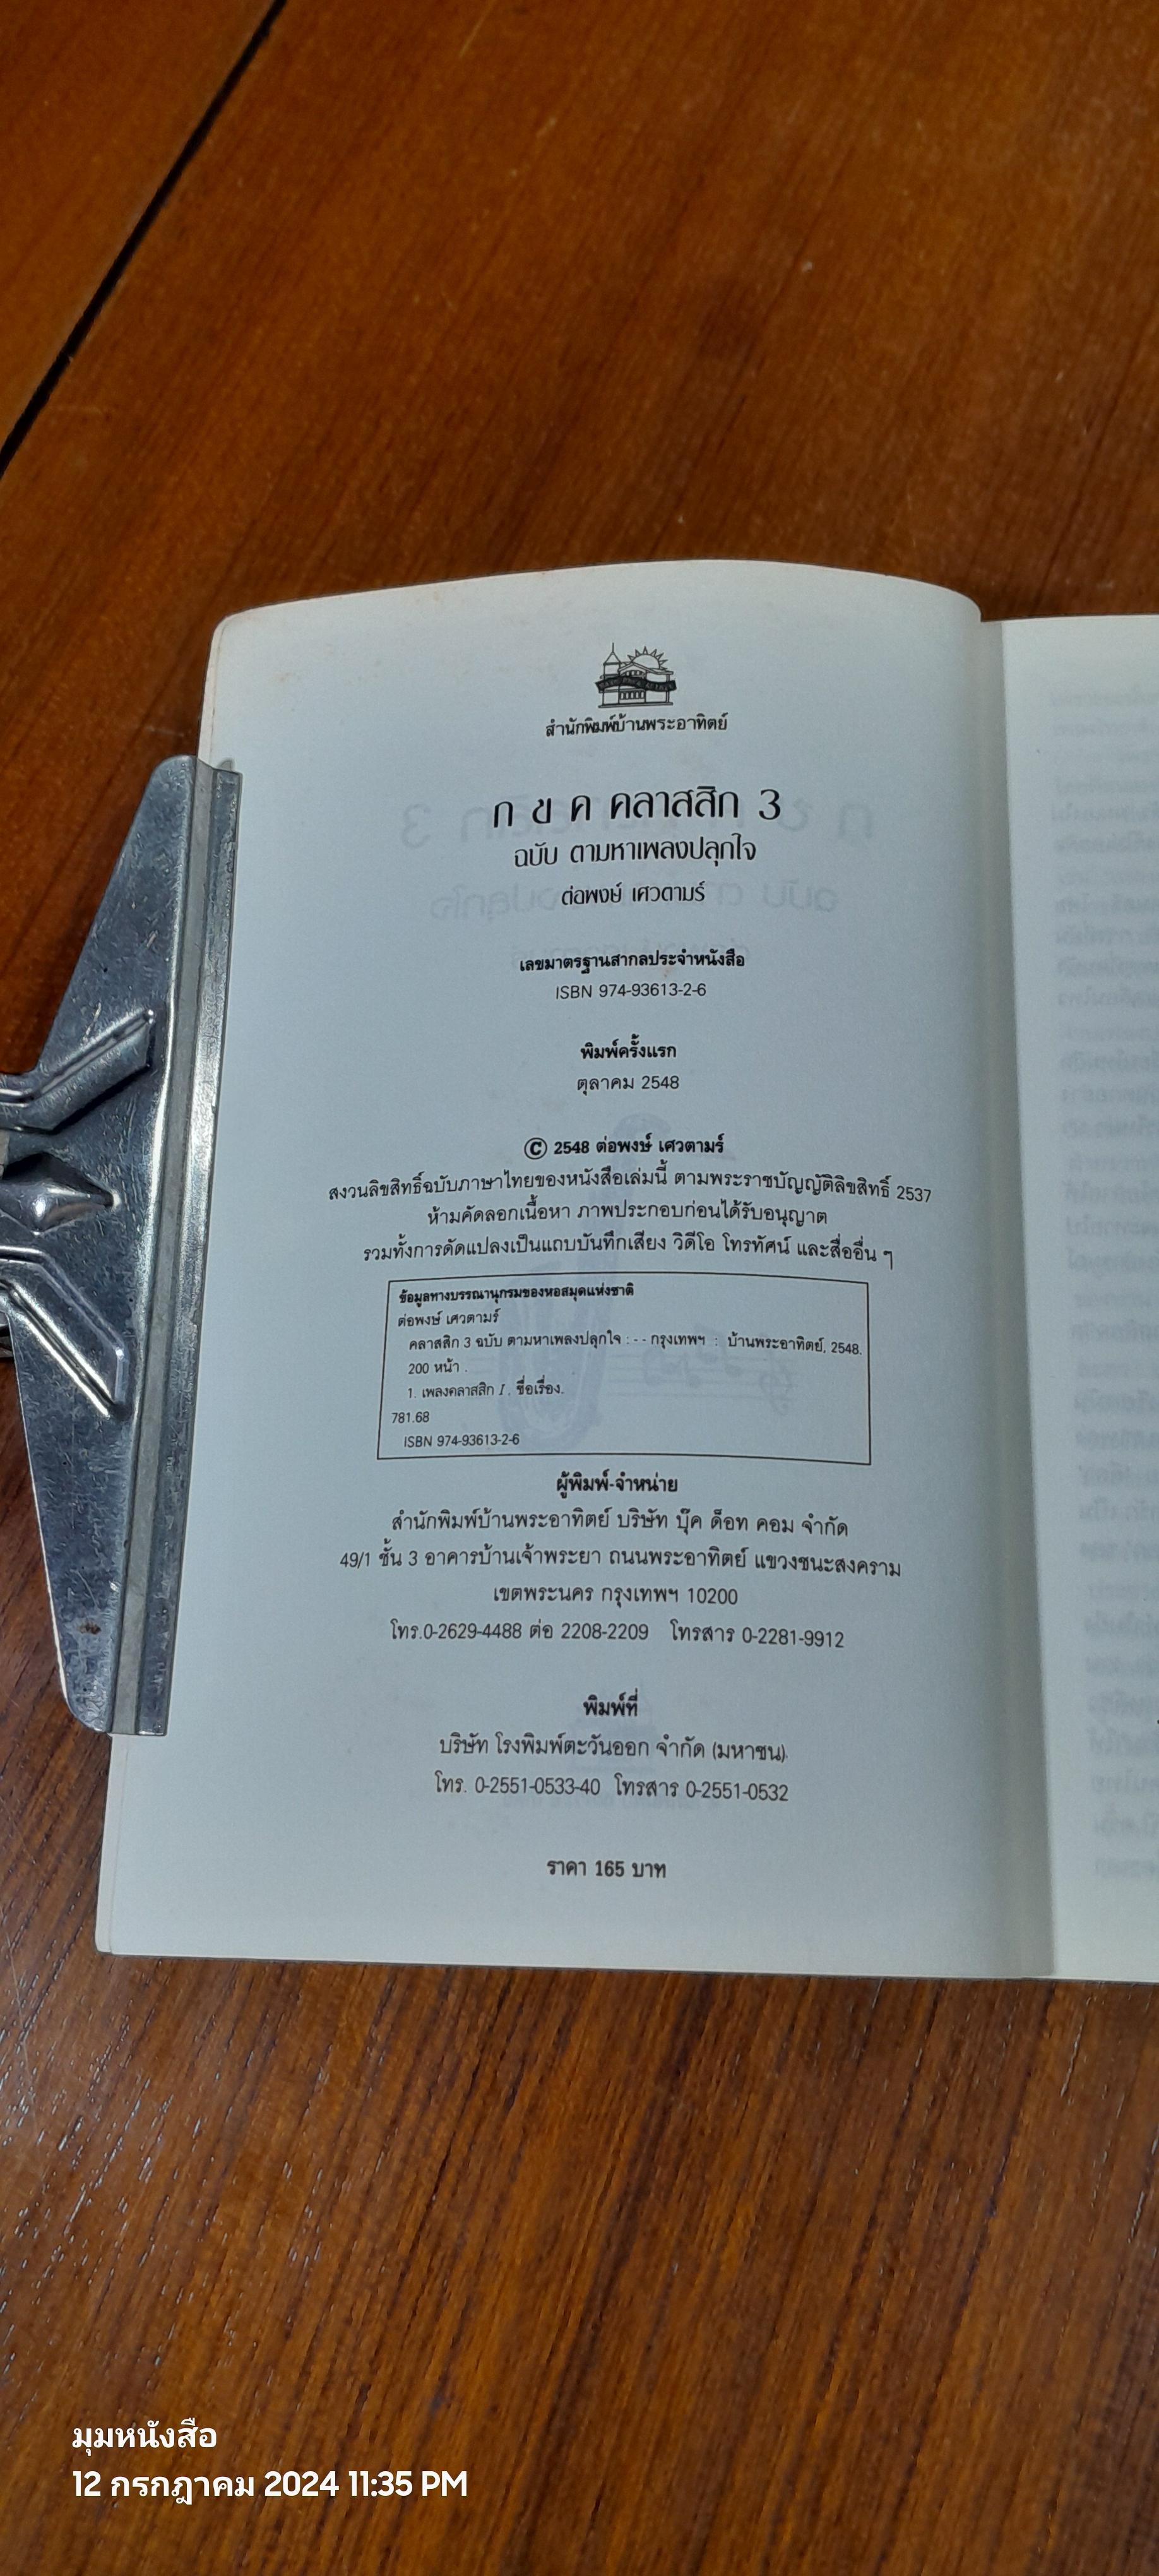 สำนักพิมพ์บ้านพระอาทิตย์
ก ข ค คลาสสิก 3
ฉบับ ตามหาเพลงปลุกใจ
ต่อพงษ์ เศวตามร์
เลขมาตรฐานสากลประจำหนังสือ
ISBN 974-93613-2-6
พิมพ์ครั้งแรก
ตุลาคม 2548
© 2548 ต่อพงษ์ เศวตามร์
สงวนลิขสิทธิ์ฉบับภาษาไทยของหนังสือเล่มนี้ ตามพระราชบัญญัติลิขสิทธิ์ 2537
ห้ามคัดลอกเนื้อหา ภาพประกอบก่อนได้รับอนุญาต
รวมทั้งการดัดแปลงเป็นแถบบันทึกเสียง วิดีโอ โทรทัศน์ และสื่ออื่น ๆ
ข้อมูลทางบรรณานุกรมของหอสมุดแห่งชาติ
ต่อพงษ์ เศวตามร์
คลาสสิก 3 ฉบับ ตามหาเพลงปลุกใจ : - - กรุงเทพฯ : บ้านพระอาทิตย์, 2548.
200 หน้า .
1. เพลงคลาสสิก I . ชื่อเรื่อง.
781.68
ISBN 974-93613-2-6
ผู้พิมพ์-จำหน่าย
สำนักพิมพ์บ้านพระอาทิตย์ บริษัท บุ๊ค ด็อท คอม จำกัด
49/1 ชั้น 3 อาคารบ้านเจ้าพระยา ถนนพระอาทิตย์ แขวงชนะสงคราม
เขตพระนคร กรุงเทพฯ 10200
โทร.0-2629-4488 ต่อ 2208-2209 โทรสาร 0-2281-9912
พิมพ์ที่
บริษัท โรงพิมพ์ตะวันออก จำกัด (มหาชน)
โทร. 0-2551-0533-40 โทรสาร 0-2551-0532
ราคา 165 บาท
มุมหนังสือ
12 กรกฎาคม 2024 11:35 PM